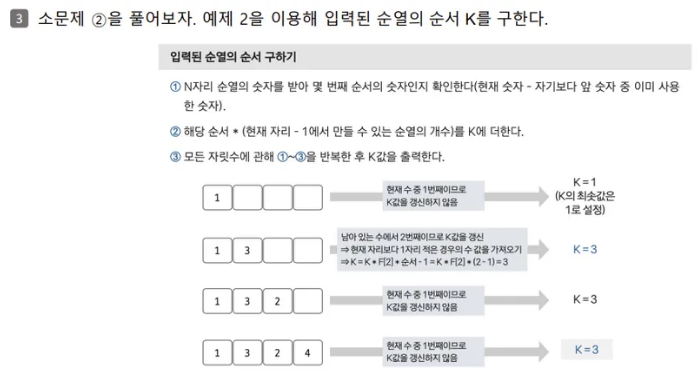 3 소문제 ②을 풀어보자. 예제 2을 이용해 입력된 순열의 순서 K를 구한다.
입력된 순열의 순서 구하기
① N자리 순열의 숫자를 받아 몇 번째 순서의 숫자인지 확인한다(현재 숫자 - 자기보다 앞 숫자 중 이미 사용
한 숫자).
② 해당 순서 * (현재 자리 - 1에서 만들 수 있는 순열의 개수)를 K에 더한다.
③ 모든 자릿수에 관해 ①~③을 반복한 후 K값을 출력한다.
1
현재 수 중 1번째이므로
K값을 갱신하지 않음
K = 1
(K의 최솟값은
1로 설정)
1 3
남아 있는 수에서 2번째이므로 K값을 갱신
⇒ 현재 자리보다 1자리 적은 경우의 수 값을 가져오기
⇒ K = K * F[2] * 순서 - 1 = K * F[2] * (2 - 1) = 3
K = 3
1 3 2
현재 수 중 1번째이므로
K값을 갱신하지 않음
K = 3
1 3 2 4
현재 수 중 1번째이므로
K값을 갱신하지 않음
K = 3